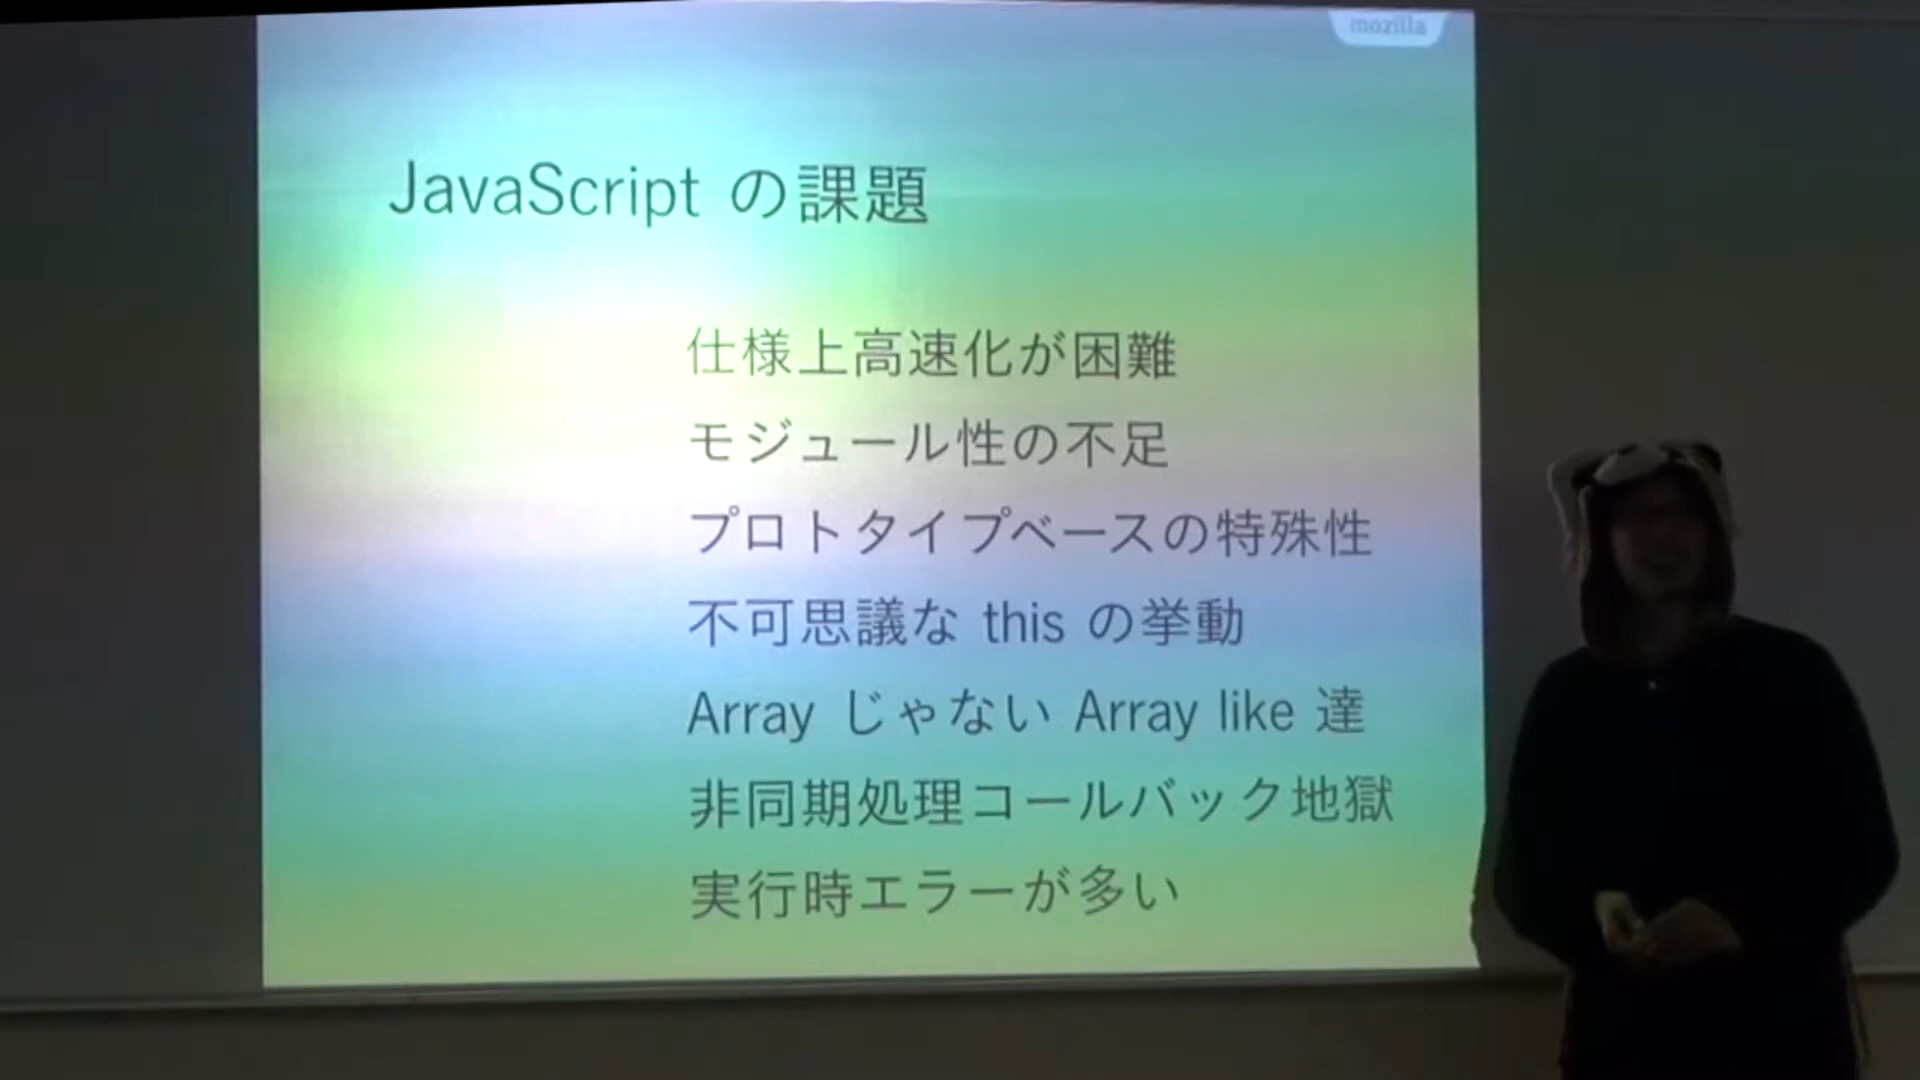 mozilla
JavaScript の課題
仕様上高速化が困難
モジュール性の不足
プロトタイプベースの特殊性
不可思議な this の挙動
Array じゃない Array like 達
非同期処理コールバック地獄
実行時エラーが多い